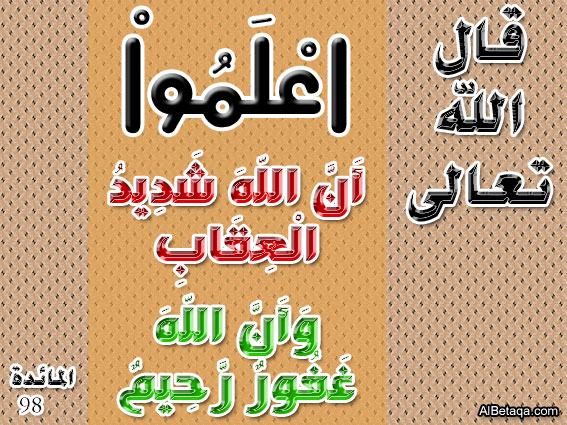 قال
الله
تعالى
اعْلَمُواْ
أَنَّ اللّهَ شَدِيدُ
الْعِقَابِ
وَأَنَّ اللّهَ
غَفُورٌ رَّحِيمٌ
المائدة
98
AlBetaqa.com